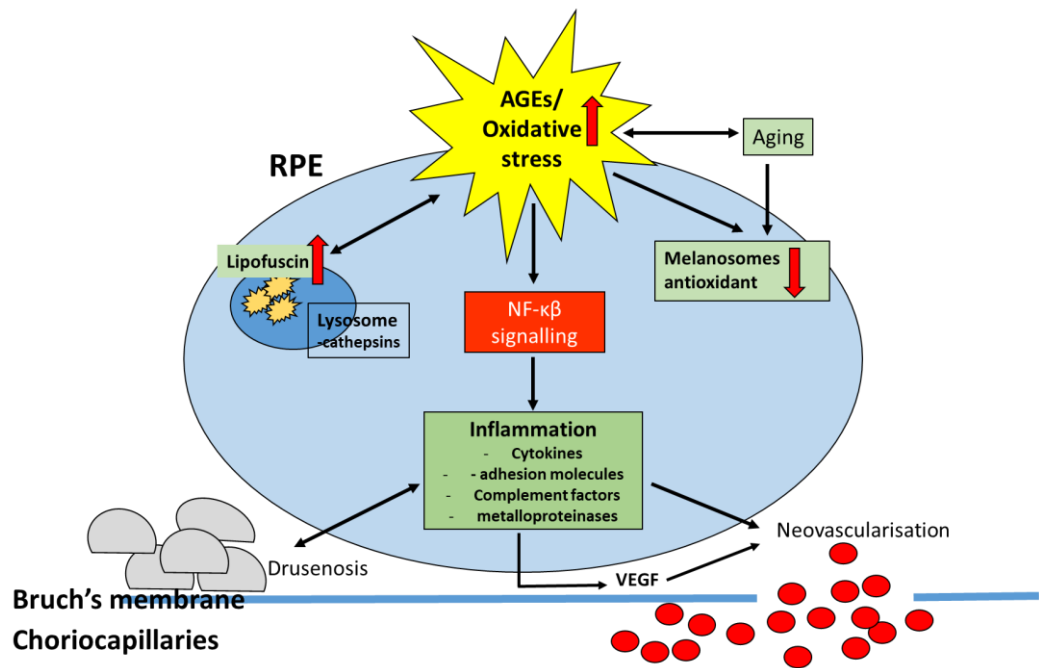 AGEs/
Oxidative
stress
Aging
RPE
Lipofuscin
Melanosomes
antioxidant
Lysosome
-cathepsins
NF-κβ
signalling
Inflammation
- Cytokines
- - adhesion molecules
- Complement factors
- metalloproteinases
Neovascularisation
Drusenosis
VEGF
Bruch’s membrane
Choriocapillaries